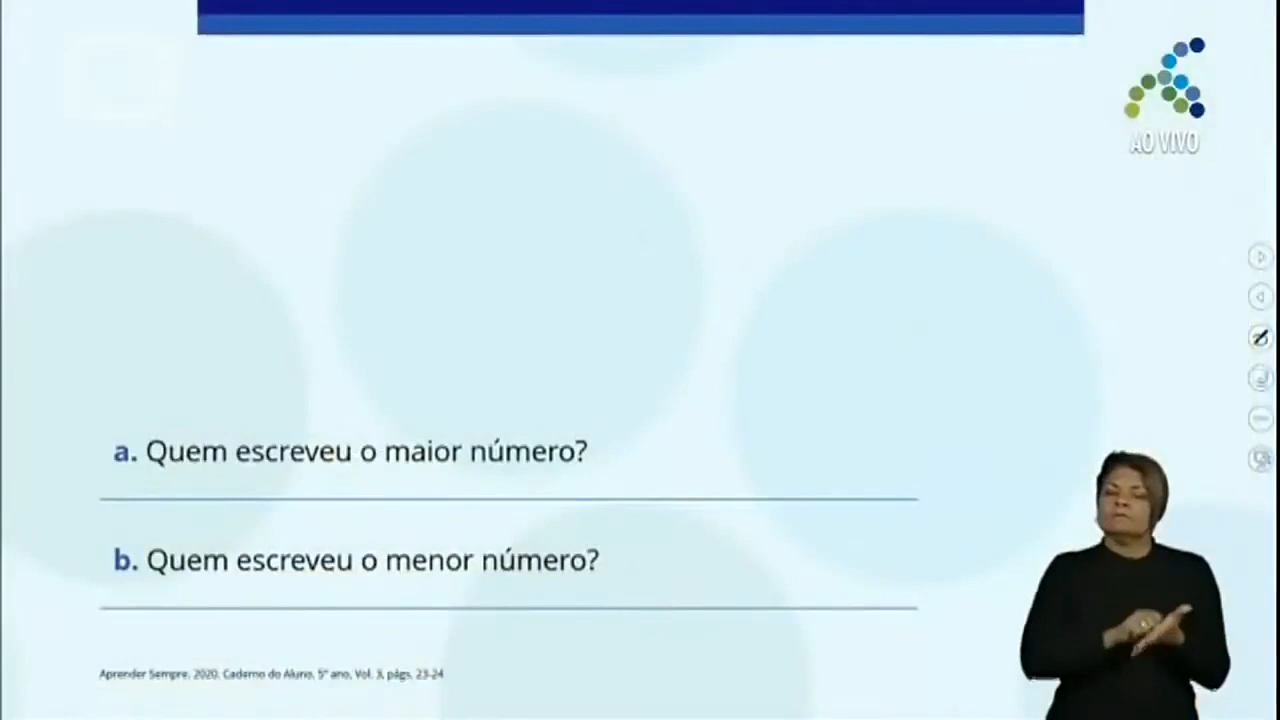 AO VIVO
a. Quem escreveu o maior número?
b. Quem escreveu o menor número?
Aprender Sempre, 2020. Caderno do Aluno, 5º ano, Vol. 3, págs. 23-24